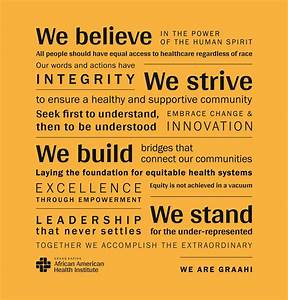 We believe IN THE POWER OF THE HUMAN SPIRIT
All people should have equal access to healthcare regardless of race
Our words and actions have
INTEGRITY We strive
to ensure a healthy and supportive community
Seek first to understand, EMBRACE CHANGE &
then to be understood INNOVATION
We build bridges that connect our communities
Laying the foundation for equitable health systems
EXCELLENCE Equity is not achieved in a vacuum
THROUGH EMPOWERMENT
LEADERSHIP We stand
that never settles for the under-represented
TOGETHER WE ACCOMPLISH THE EXTRAORDINARY
GRAND RAPIDS
African American
Health Institute WE ARE GRAAHI